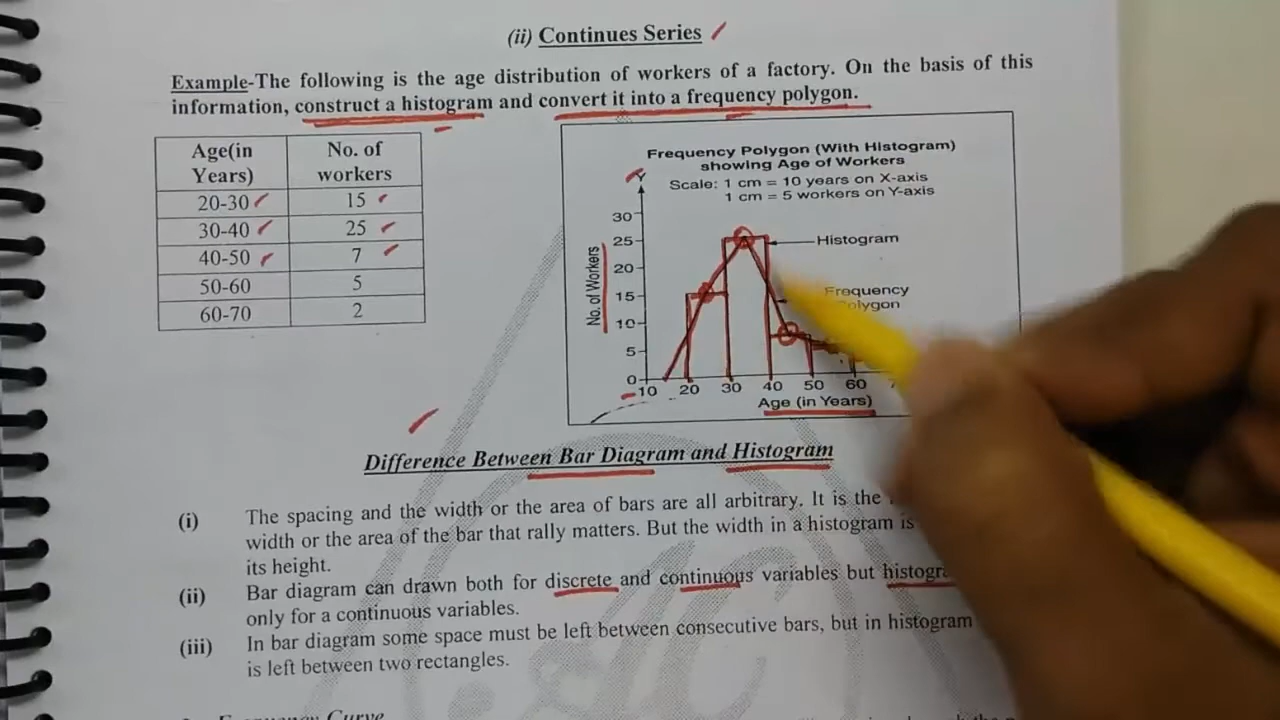 (ii) Continues Series
Example-The following is the age distribution of workers of a factory. On the basis of this
information, construct a histogram and convert it into a frequency polygon.
Age(in Years) No. of workers
20-30 15
30-40 25
40-50 7
50-60 5
60-70 2
Frequency Polygon (With Histogram)
showing Age of Workers
Scale: 1 cm = 10 years on X-axis
1 cm = 5 workers on Y-axis
Y
30
25
20
15
10
5
0
No. of Workers
Histogram
Frequency
10 20 30 40 50 60
Age (in Years)
Difference Between Bar Diagram and Histogram
(i) The spacing and the width or the area of bars are all arbitrary. It is the
width or the area of the bar that rally matters. But the width in a histogram is
its height.
(ii) Bar diagram can drawn both for discrete and continuous variables but
only for a continuous variables.
(iii) In bar diagram some space must be left between consecutive bars, but in histogram
is left between two rectangles.